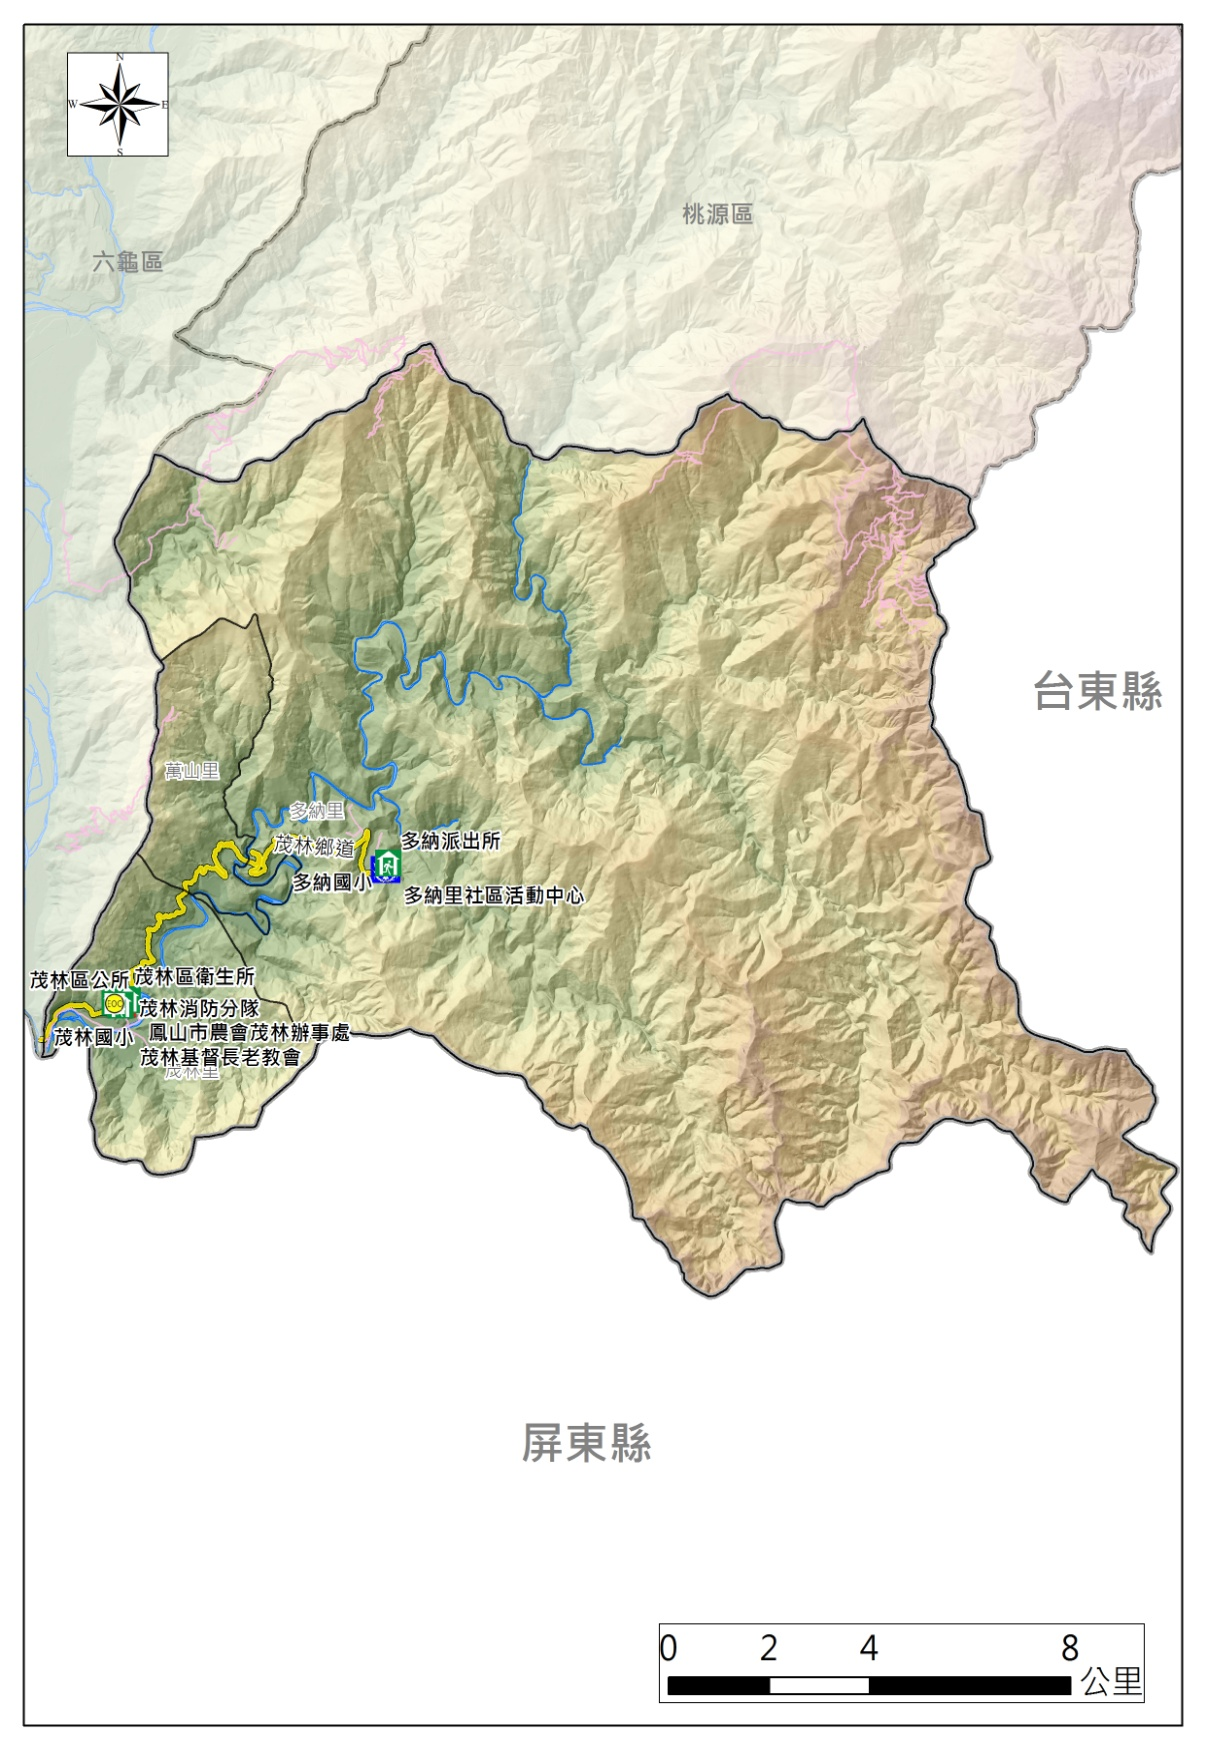 N
W E
S
桃源區
六龜區
台東縣
萬山里
多納里
多納派出所
茂林鄉道
多納國小
多納里社區活動中心
茂林區公所
茂林區衛生所
EOC
茂林消防分隊
茂林國小
鳳山市農會茂林辦事處
茂林基督長老教會
茂林里
屏東縣
0 2 4 8
公里